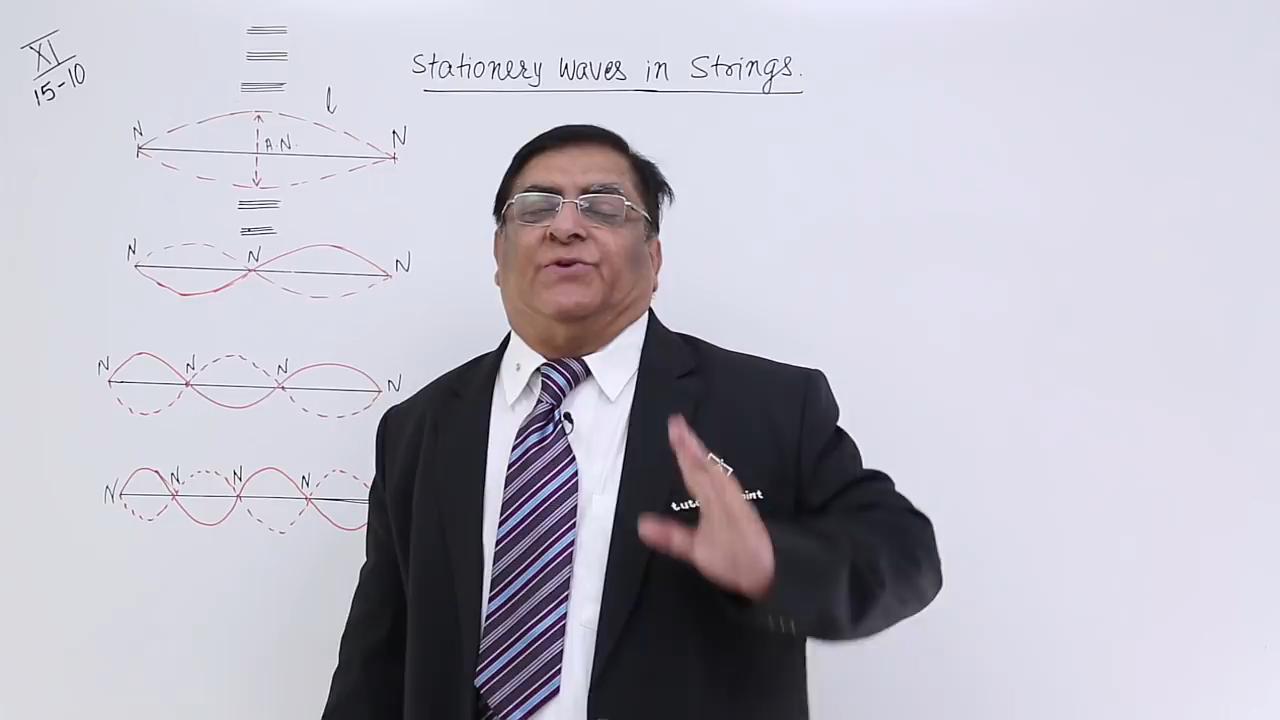 XI
15-10
Stationery Waves in Strings.
l
N N
A.N.
N N N
N N N N
N N N N